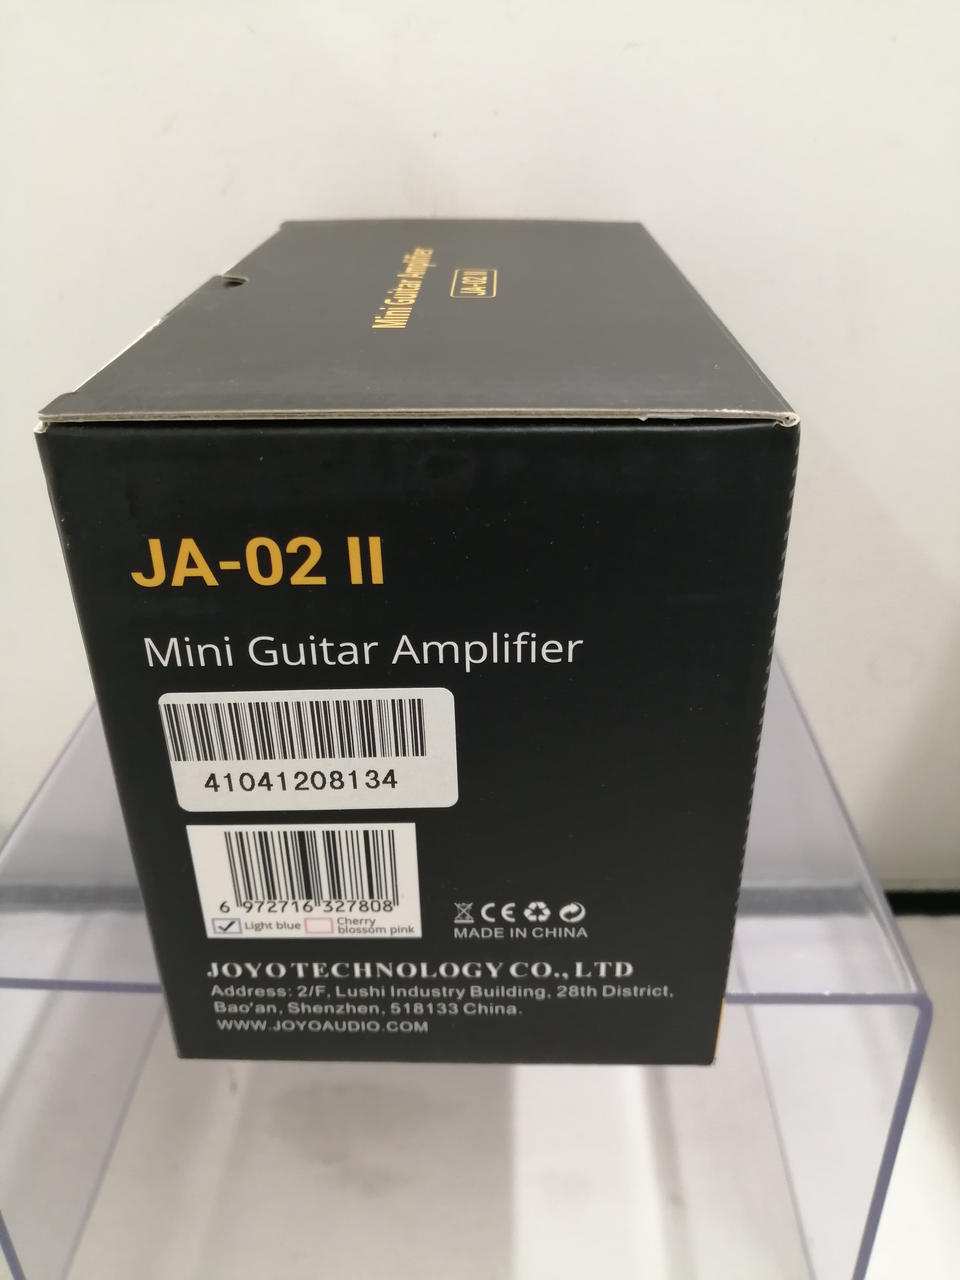 Mini Guitar Amplifier
JA-02 II
JA-02 II
Mini Guitar Amplifier
41041208134
6 972716 327808
Light blue Cherry blossom pink
MADE IN CHINA
JOYO TECHNOLOGY CO., LTD
Address: 2/F, Lushi Industry Building, 28th District,
Bao'an, Shenzhen, 518133 China.
WWW.JOYOAUDIO.COM